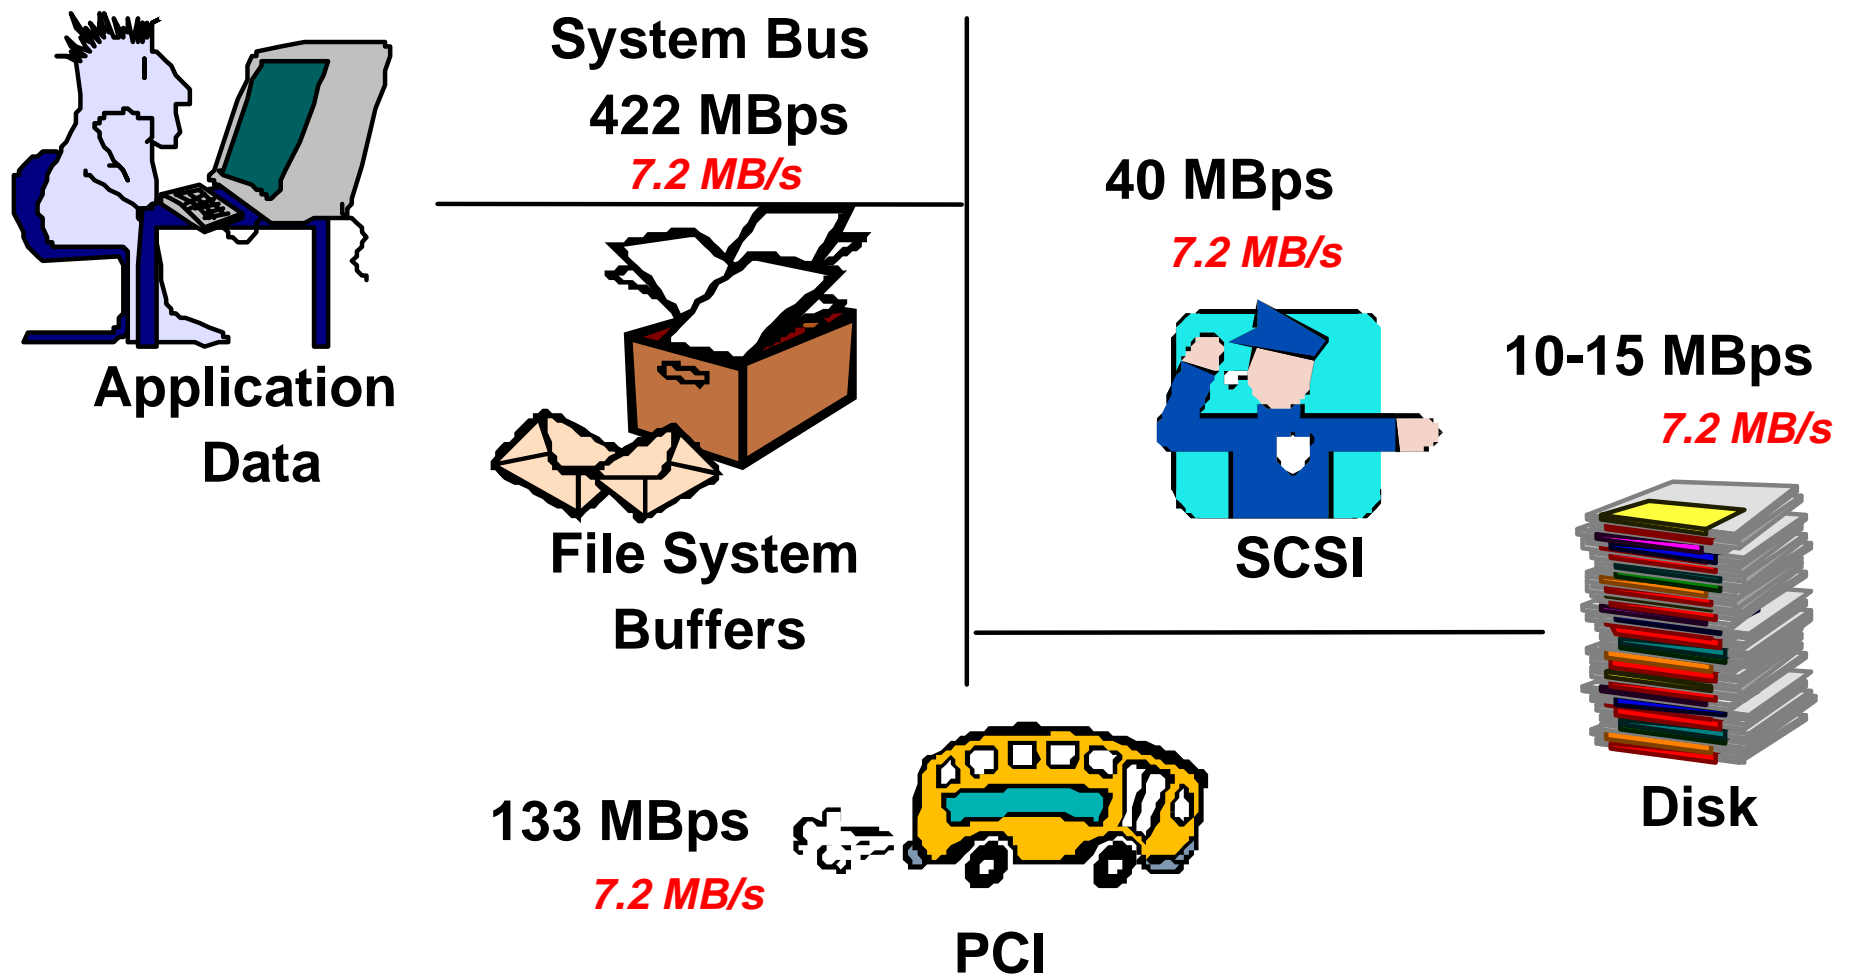 System Bus
422 MBps
7.2 MB/s
Application
Data
File System
Buffers
40 MBps
7.2 MB/s
SCSI
10-15 MBps
7.2 MB/s
Disk
133 MBps
7.2 MB/s
PCI